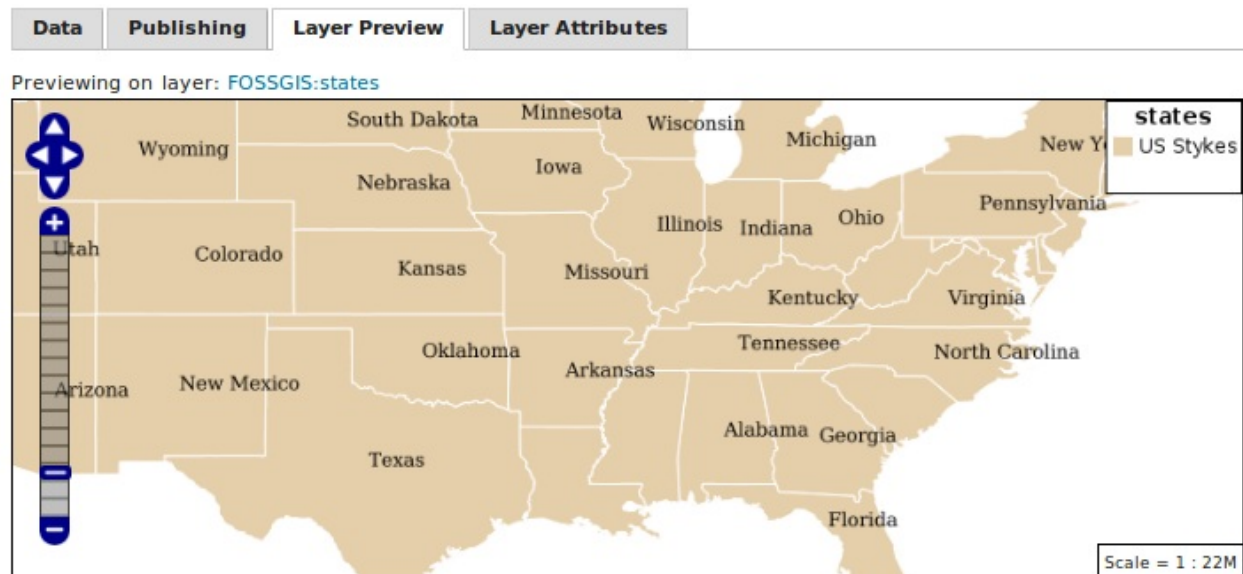 Data Publishing Layer Preview Layer Attributes
Previewing on layer: FOSSGIS:states
South Dakota Minnesota
Wisconsin
states
Wyoming Michigan New Y
US Stykes
Nebraska Iowa
Pennsylvania
Illinois Indiana Ohio
Utah Colorado
Kansas Missouri
Kentucky Virginia
Oklahoma Tennessee North Carolina
Arizona New Mexico Arkansas
Alabama Georgia
Texas
Florida
Scale = 1 : 22M